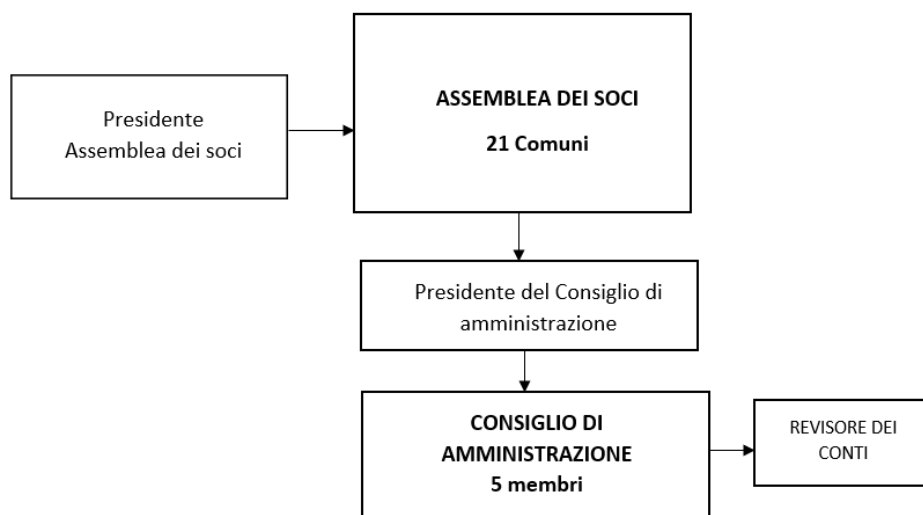 ASSEMBLEA DEI SOCI
21 Comuni
Presidente
Assemblea dei soci
Presidente del Consiglio di
amministrazione
CONSIGLIO DI
AMMINISTRAZIONE
5 membri
REVISORE DEI
CONTI